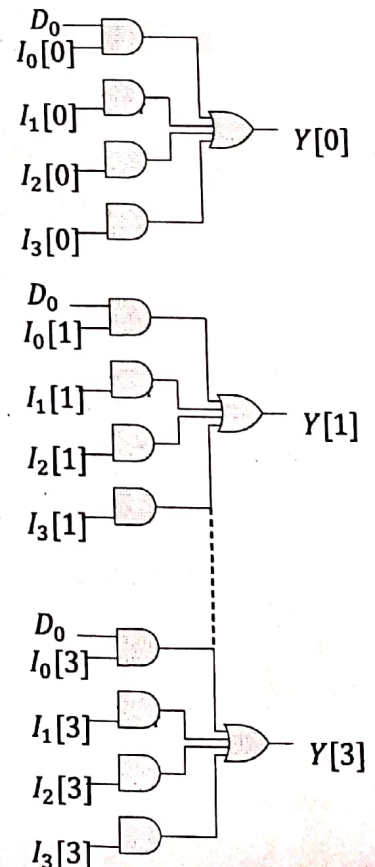 D₀
I₀[0]
I₁[0]
Y[0]
I₂[0]
I₃[0]
D₀
I₀[1]
I₁[1]
Y[1]
I₂[1]
I₃[1]
D₀
I₀[3]
I₁[3]
Y[3]
I₂[3]
I₃[3]